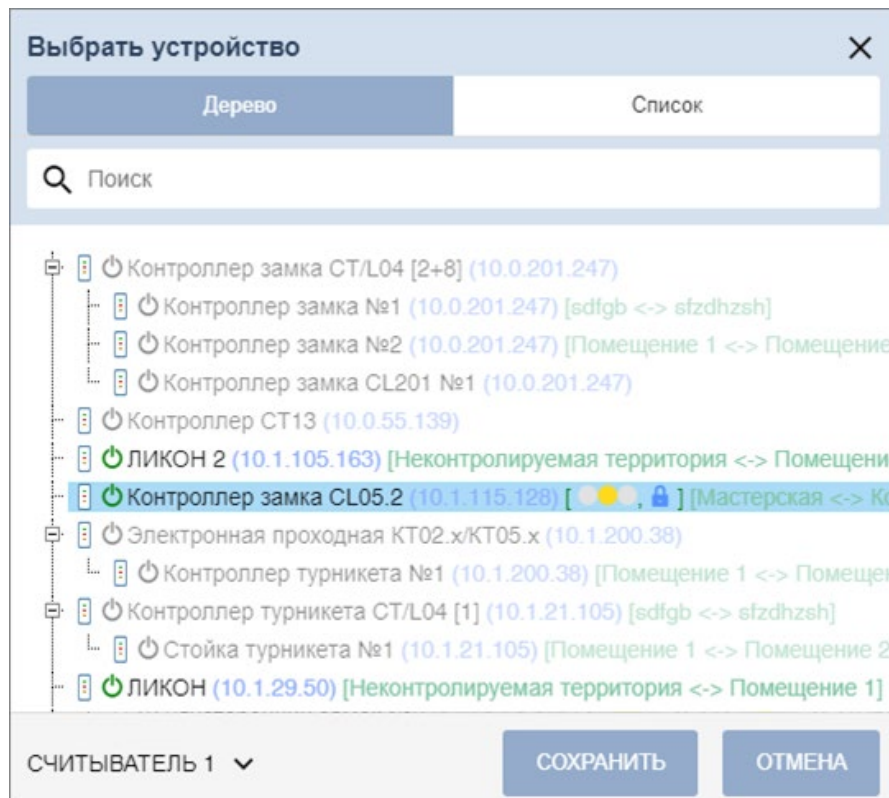 Выбрать устройство
Дерево
Список
Поиск
Контроллер замка CT/L04 [2+8] (10.0.201.247)
Контроллер замка №1 (10.0.201.247) [sdfgb <-> sfzdhzsh]
Контроллер замка №2 (10.0.201.247) [Помещение 1 <-> Помещение
Контроллер замка CL201 №1 (10.0.201.247)
Контроллер CT13 (10.0.55.139)
ЛИКОН 2 (10.1.105.163) [Неконтролируемая территория <-> Помещени
Контроллер замка CL05.2 (10.1.115.128) [ , ] [Мастерская <-> Ко
Электронная проходная KT02.x/KT05.x (10.1.200.38)
Контроллер турникета №1 (10.1.200.38) [Помещение 1 <-> Помещен
Контроллер турникета CT/L04 [1] (10.1.21.105) [sdfgb <-> sfzdhzsh]
Стойка турникета №1 (10.1.21.105) [Помещение 1 <-> Помещение 2
ЛИКОН (10.1.29.50) [Неконтролируемая территория <-> Помещение 1]
СЧИТЫВАТЕЛЬ 1
СОХРАНИТЬ
ОТМЕНА